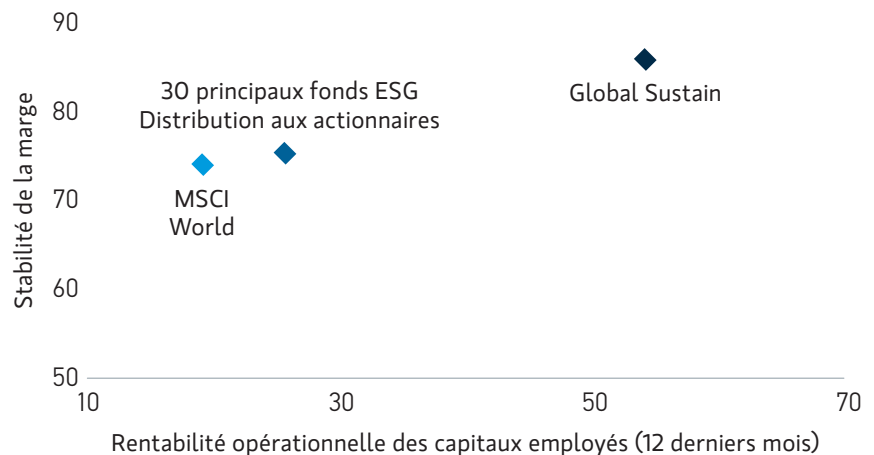 90
80
70
60
50
Stabilité de la marge
30 principaux fonds ESG
Distribution aux actionnaires
Global Sustain
MSCI
World
10
30
50
70
Rentabilité opérationnelle des capitaux employés (12 derniers mois)